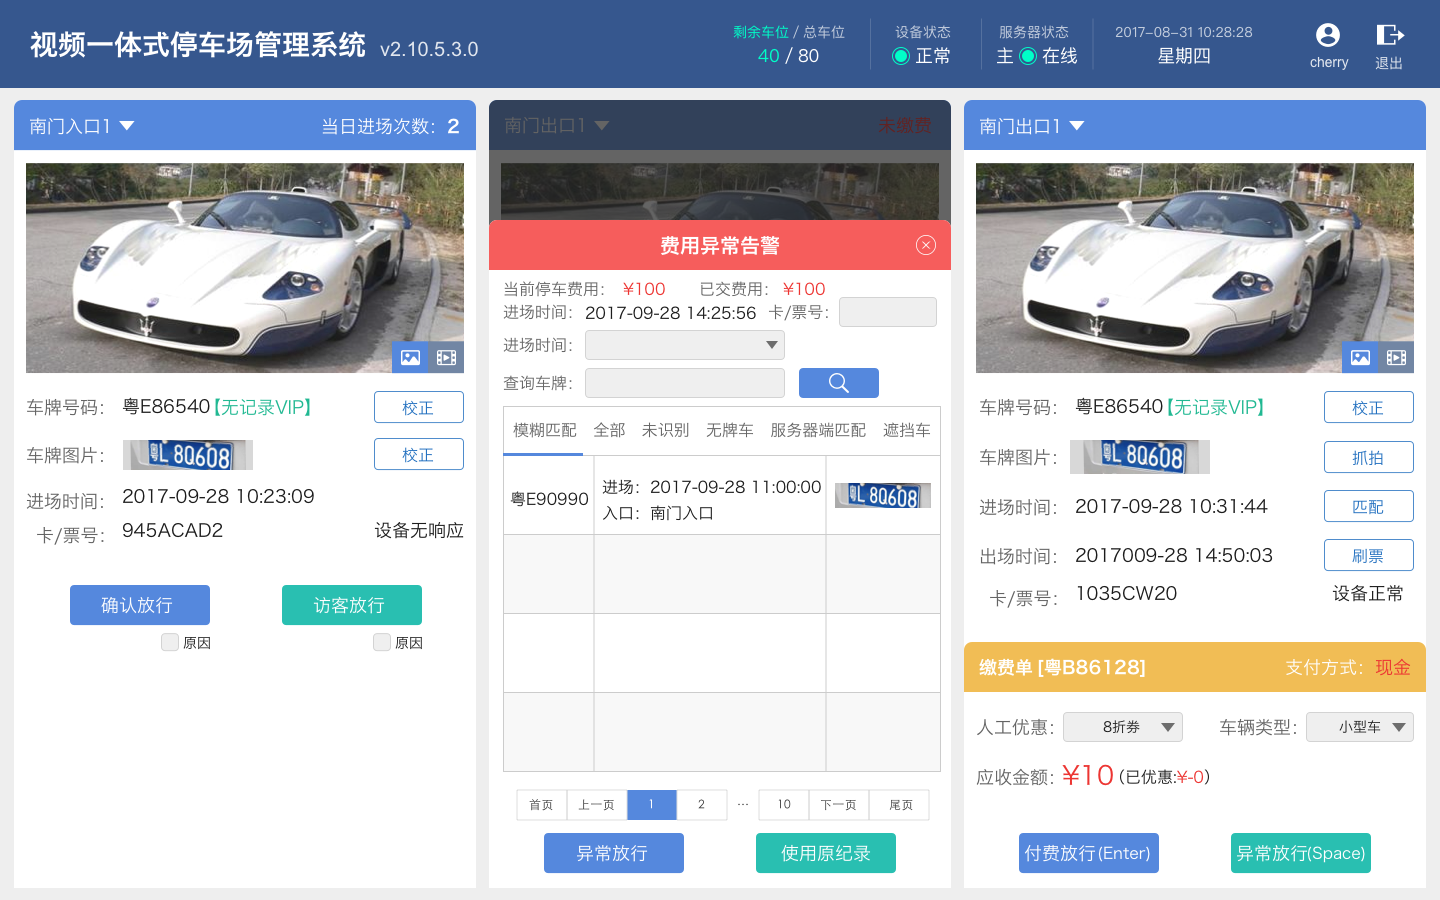 视频一体式停车场管理系统 v2.10.5.3.0
剩余车位 / 总车位
40 / 80
设备状态
正常
服务器状态
主 在线
2017-08-31 10:28:28
星期四
cherry
退出
南门入口1
当日进场次数： 2
车牌号码： 粤E86540【无记录VIP】
校正
车牌图片： 粤L 8Q608
校正
进场时间： 2017-09-28 10:23:09
卡/票号： 945ACAD2
设备无响应
确认放行
访客放行
原因
原因
南门出口1
未缴费
费用异常告警
当前停车费用： ¥100
已交费用： ¥100
进场时间： 2017-09-28 14:25:56
卡/票号：
进场时间：
查询车牌：
模糊匹配 全部 未识别 无牌车 服务器端匹配 遮挡车
粤E90990
进场： 2017-09-28 11:00:00
入口： 南门入口
粤L 8Q608
首页 上一页 1 2 ··· 10 下一页 尾页
异常放行
使用原纪录
南门出口1
车牌号码： 粤E86540【无记录VIP】
校正
车牌图片： 粤L 8Q608
抓拍
进场时间： 2017-09-28 10:31:44
匹配
出场时间： 2017009-28 14:50:03
刷票
卡/票号： 1035CW20
设备正常
缴费单 [粤B86128]
支付方式： 现金
人工优惠： 8折券
车辆类型： 小型车
应收金额： ¥10 (已优惠:¥-0)
付费放行(Enter)
异常放行(Space)